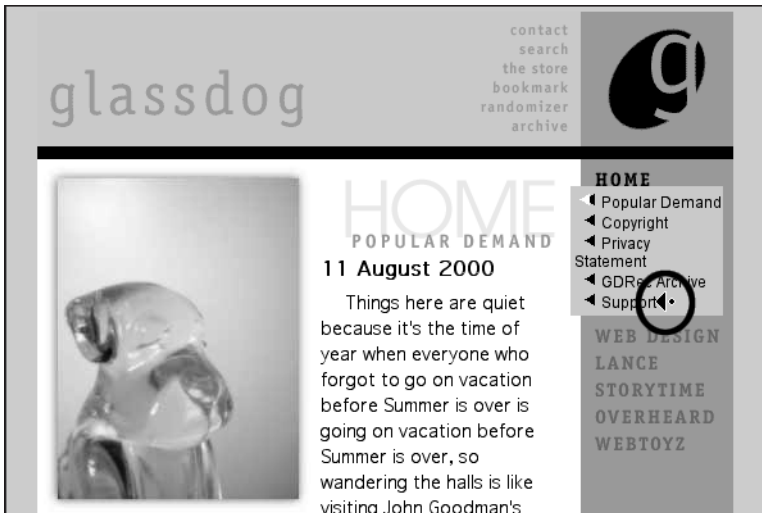 contact
search
the store
bookmark
randomizer
archive
glassdog
g
HOME
POPULAR DEMAND
11 August 2000
Things here are quiet
because it's the time of
year when everyone who
forgot to go on vacation
before Summer is over is
going on vacation before
Summer is over, so
wandering the halls is like
visiting John Goodman's
HOME
Popular Demand
Copyright
Privacy
Statement
GDRec Archive
Support
WEB DESIGN
LANCE
STORYTIME
OVERHEARD
WEBTOYZ